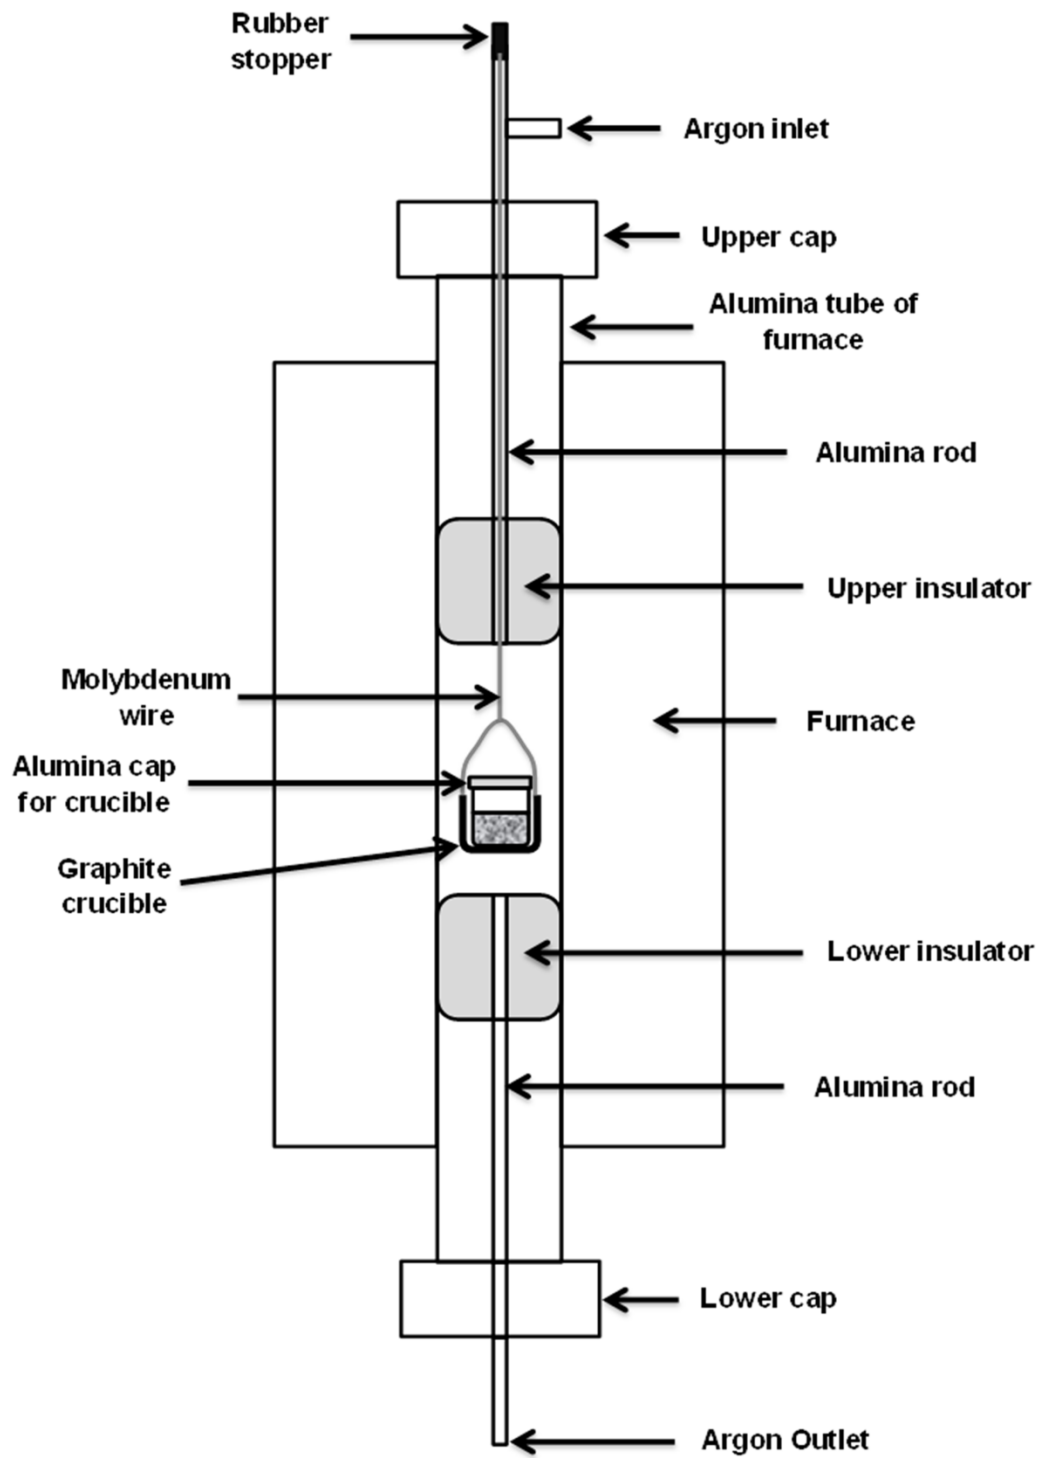 Rubber
stopper
Argon inlet
Upper cap
Alumina tube of
furnace
Alumina rod
Upper insulator
Molybdenum
wire
Furnace
Alumina cap
for crucible
Graphite
crucible
Lower insulator
Alumina rod
Lower cap
Argon Outlet